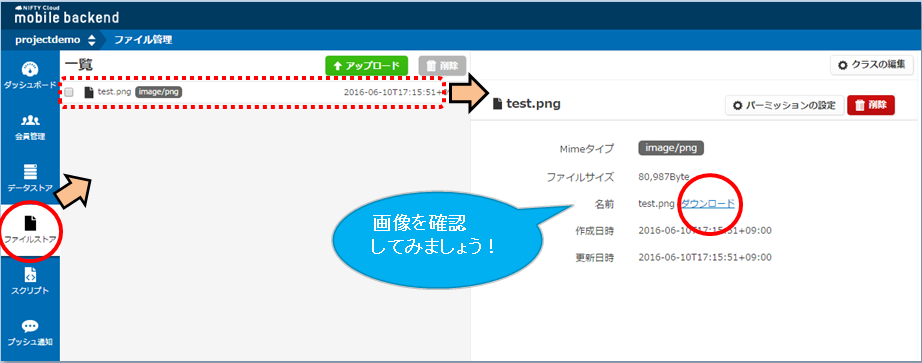 NIFTY Cloud
mobile backend
projectdemo ファイル管理
ダッシュボード
会員管理
データストア
ファイルストア
スクリプト
プッシュ通知
一覧
アップロード
削除
test.png image/png 2016-06-10T17:15:51+09
クラスの編集
test.png
パーミッションの設定
削除
Mimeタイプ image/png
ファイルサイズ 80,987Byte
名前 test.png ダウンロード
作成日時 2016-06-10T17:15:51+09:00
更新日時 2016-06-10T17:15:51+09:00
画像を確認
してみましょう！